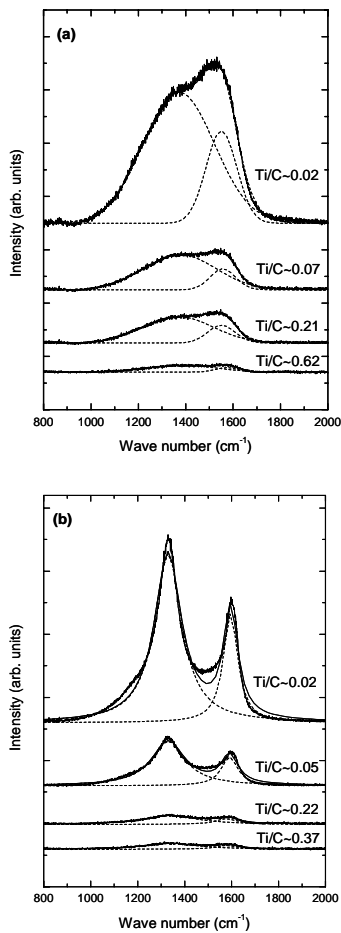 (a)
Intensity (arb. units)
Ti/C~0.02
Ti/C~0.07
Ti/C~0.21
Ti/C~0.62
800 1000 1200 1400 1600 1800 2000
Wave number (cm⁻¹)
(b)
Intensity (arb. units)
Ti/C~0.02
Ti/C~0.05
Ti/C~0.22
Ti/C~0.37
800 1000 1200 1400 1600 1800 2000
Wave number (cm⁻¹)